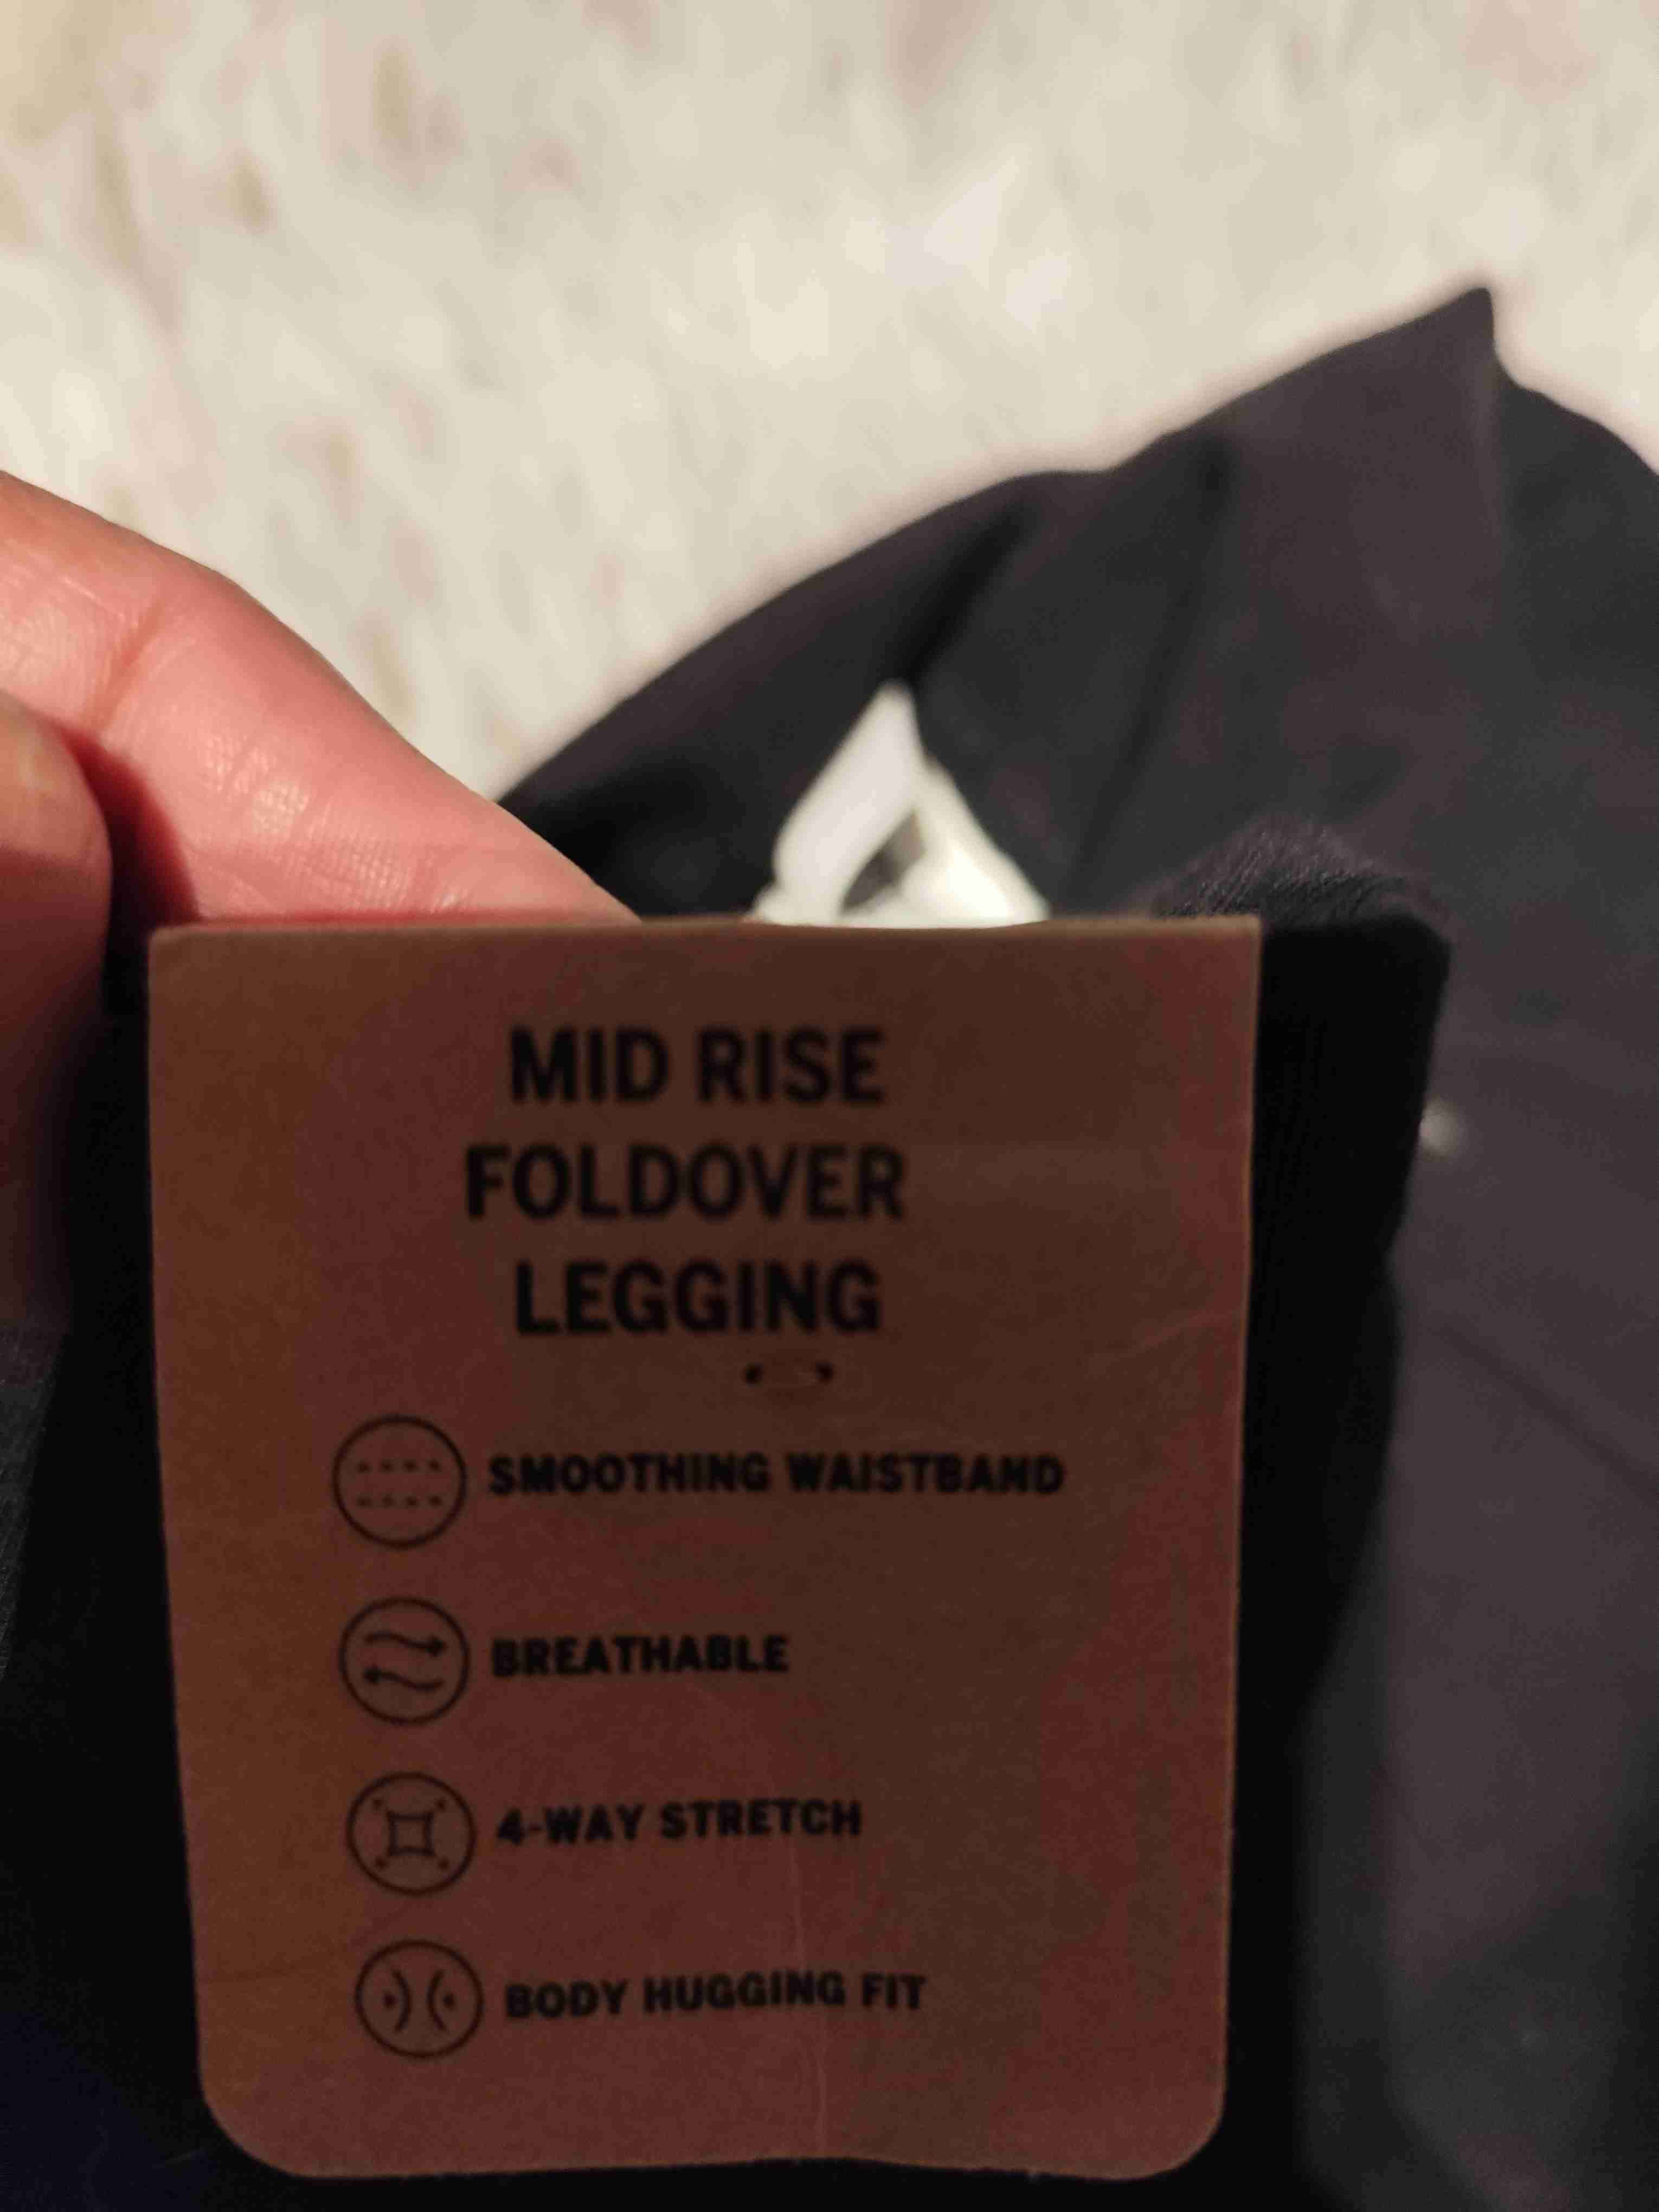 MID RISE
FOLDOVER
LEGGING
SMOOTHING WAISTBAND
BREATHABLE
4-WAY STRETCH
BODY HUGGING FIT